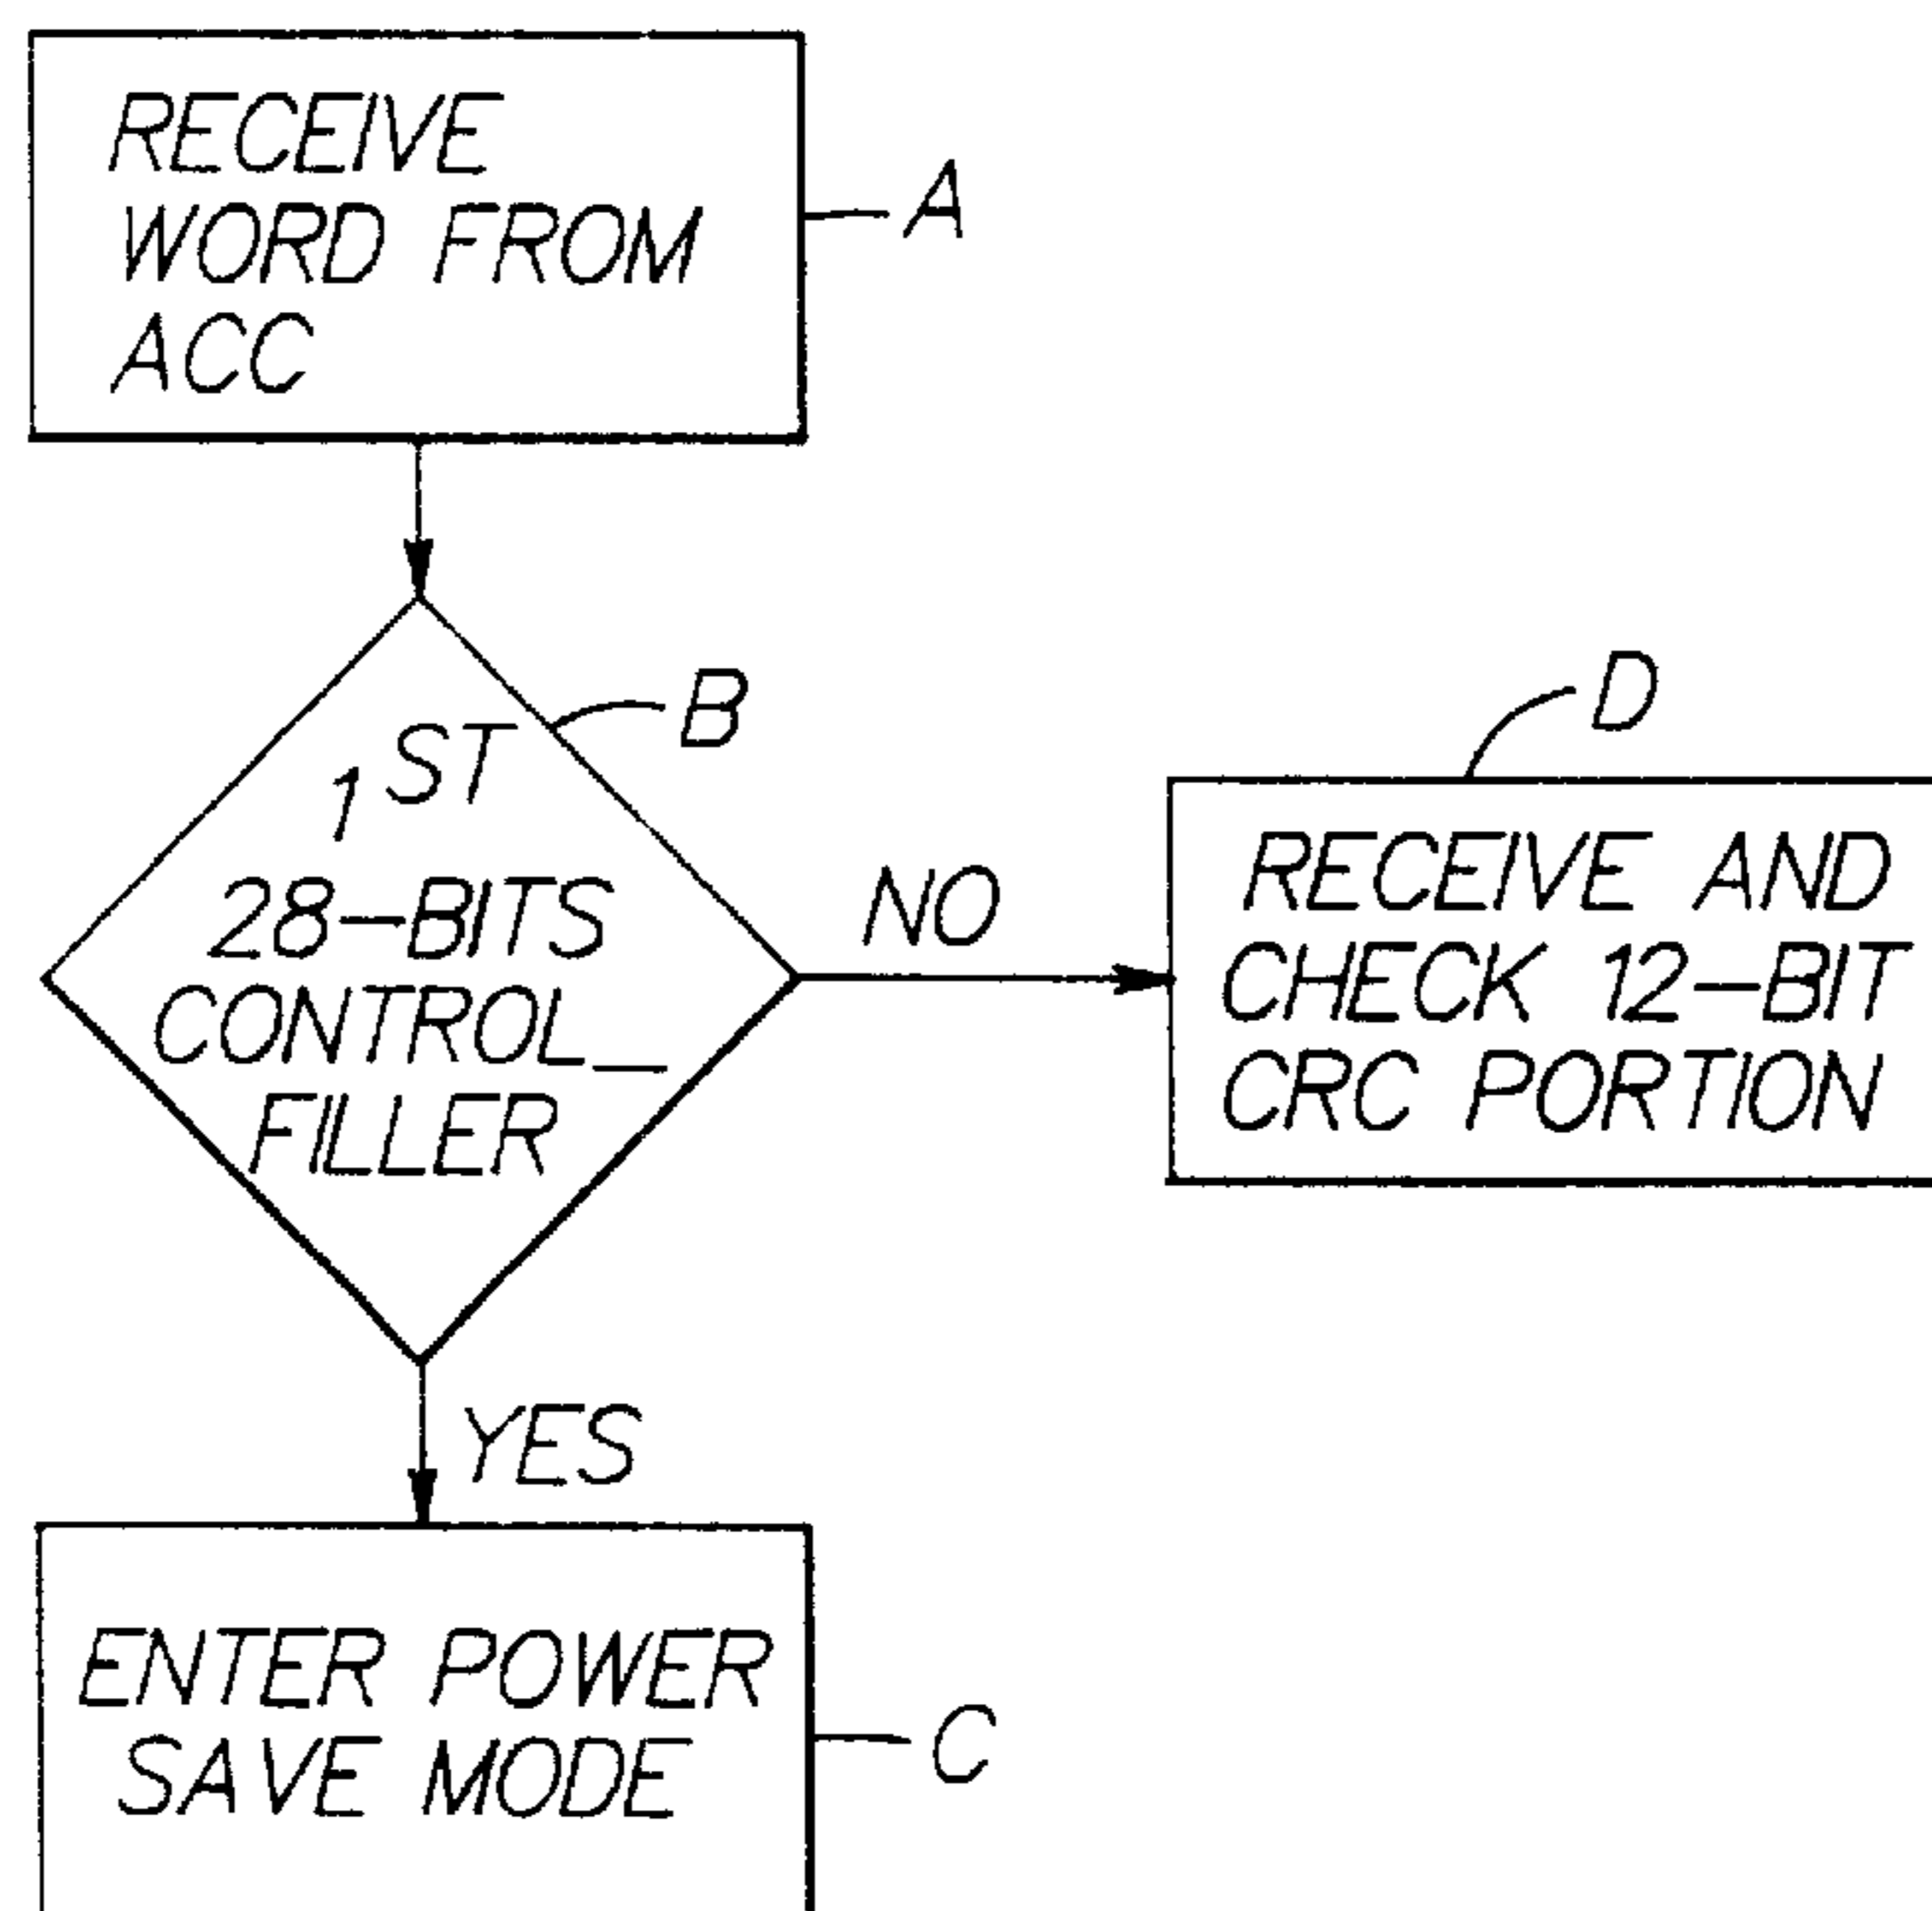 RECEIVE
WORD FROM
ACC
A
B
1ST
28-BITS
CONTROL_
FILLER
NO
D
RECEIVE AND
CHECK 12-BIT
CRC PORTION
YES
ENTER POWER
SAVE MODE
C